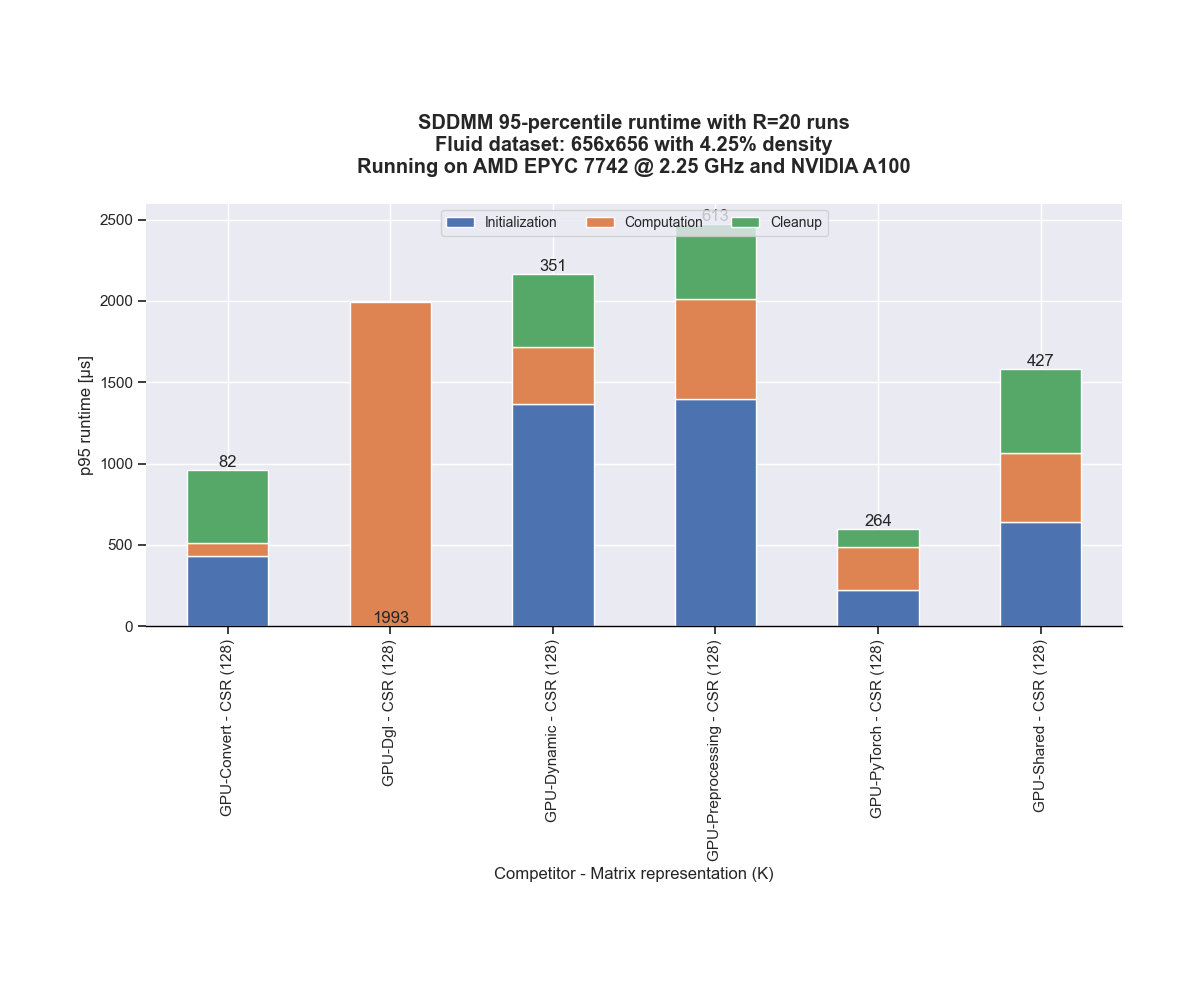 SDDMM 95-percentile runtime with R=20 runs
Fluid dataset: 656x656 with 4.25% density
Running on AMD EPYC 7742 @ 2.25 GHz and NVIDIA A100
Initialization
Computation
Cleanup
p95 runtime [µs]
2500
2000
1500
1000
500
0
82
1993
351
613
264
427
GPU-Convert - CSR (128)
GPU-Dgl - CSR (128)
GPU-Dynamic - CSR (128)
GPU-Preprocessing - CSR (128)
GPU-PyTorch - CSR (128)
GPU-Shared - CSR (128)
Competitor - Matrix representation (K)